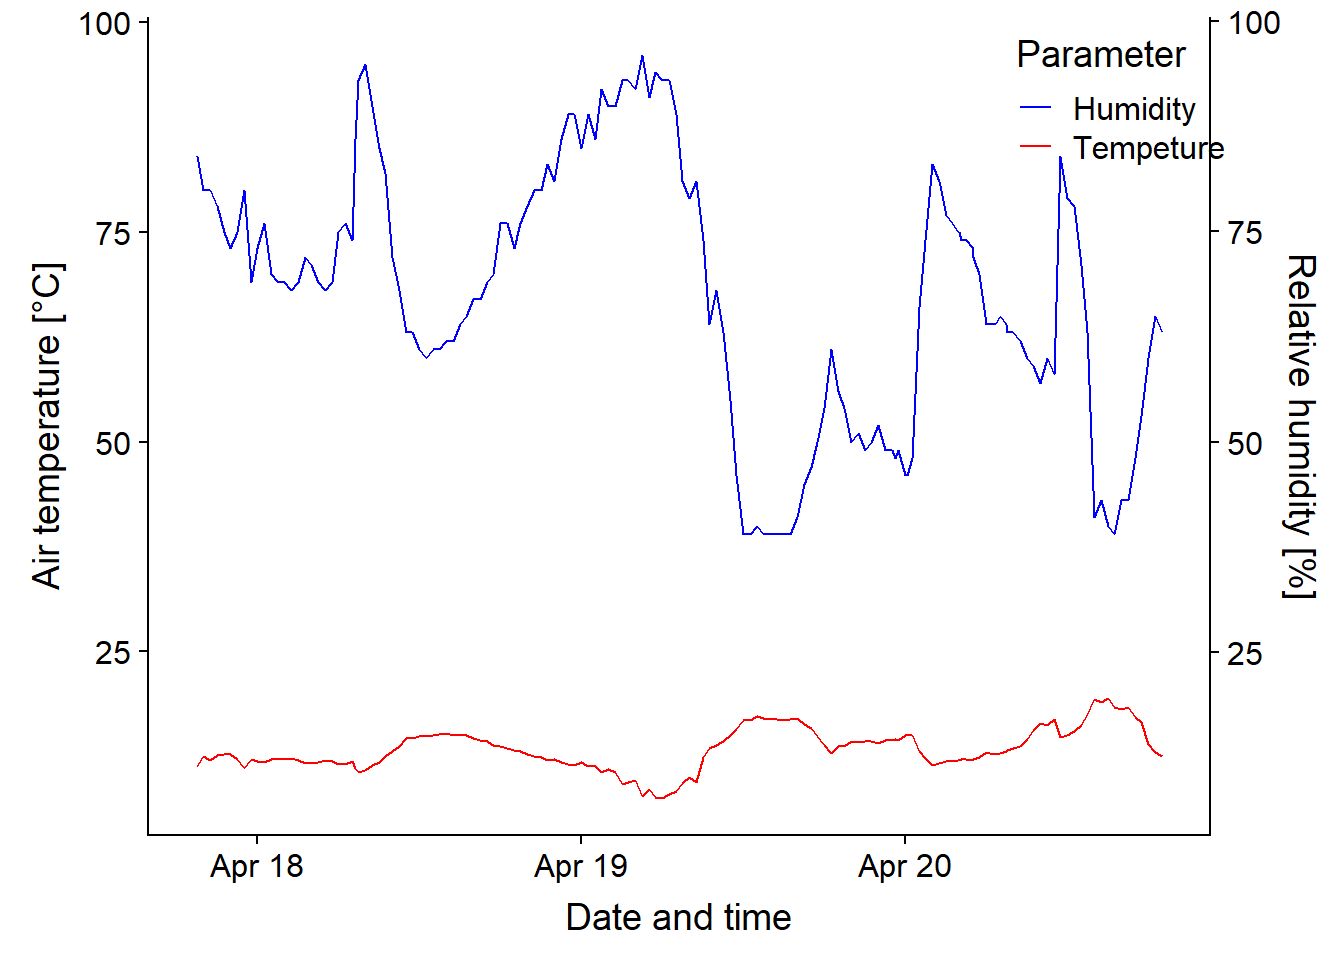 100
75
50
25
Air temperature [°C]
Parameter
Humidity
Tempeture
100
75
50
25
Relative humidity [%]
Apr 18
Apr 19
Apr 20
Date and time